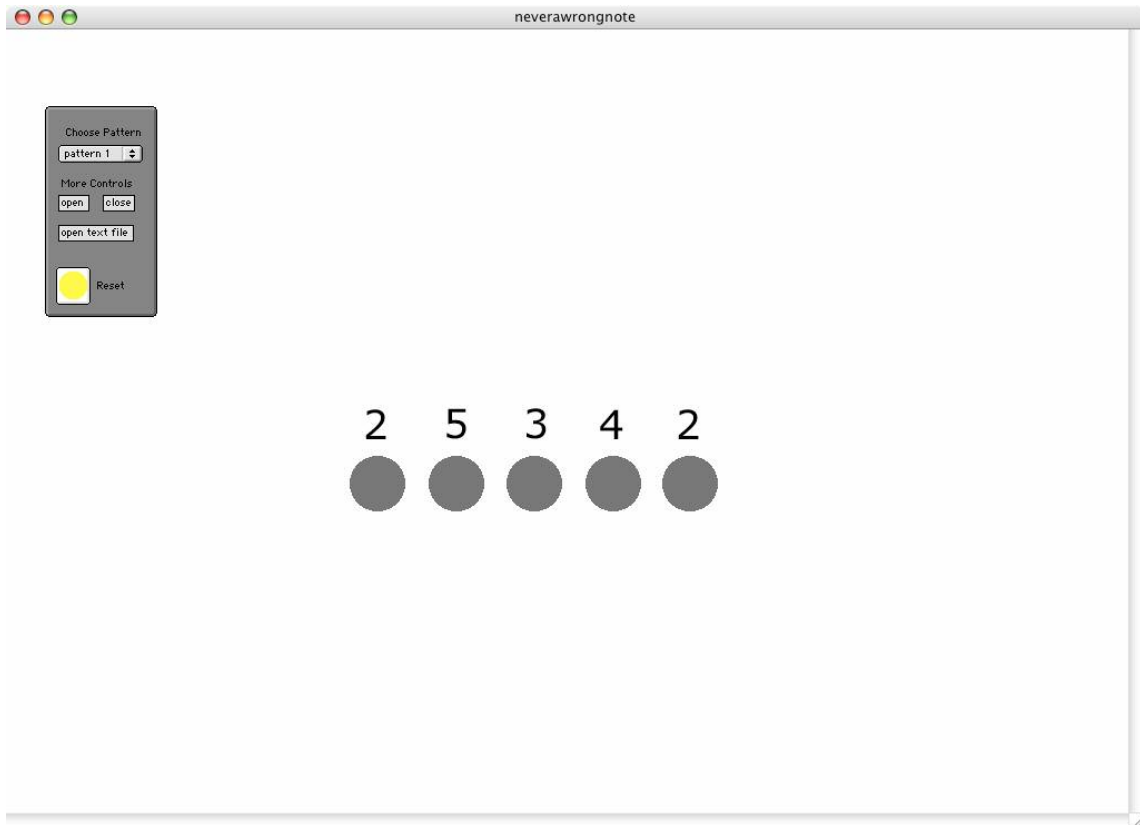 neverawrongnote
Choose Pattern
pattern 1
More Controls
open close
open text file
Reset
2 5 3 4 2